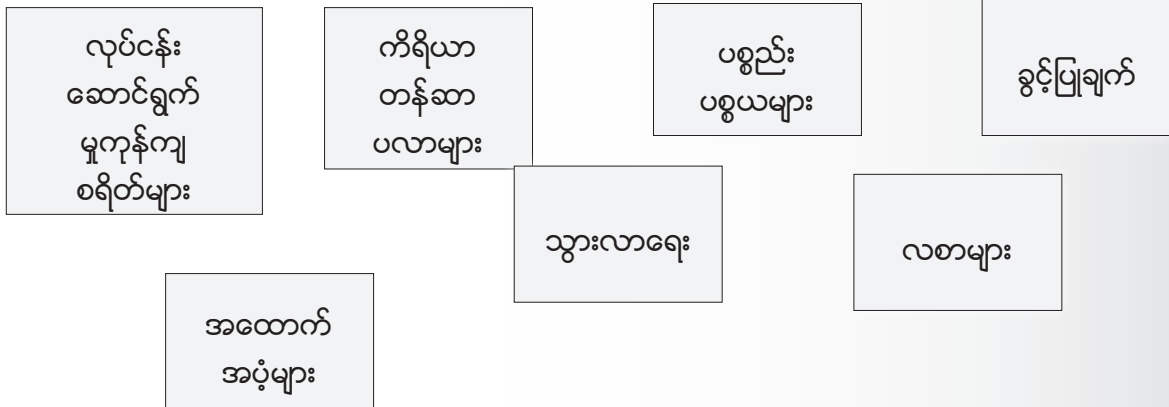 လုပ်ငန်း
ဆောင်ရွက်
မှုကုန်ကျ
စရိတ်များ
ကိရိယာ
တန်ဆာ
ပလာများ
ပစ္စည်း
ပစ္စယများ
ခွင့်ပြုချက်
သွားလာရေး
လစာများ
အထောက်
အပံ့များ